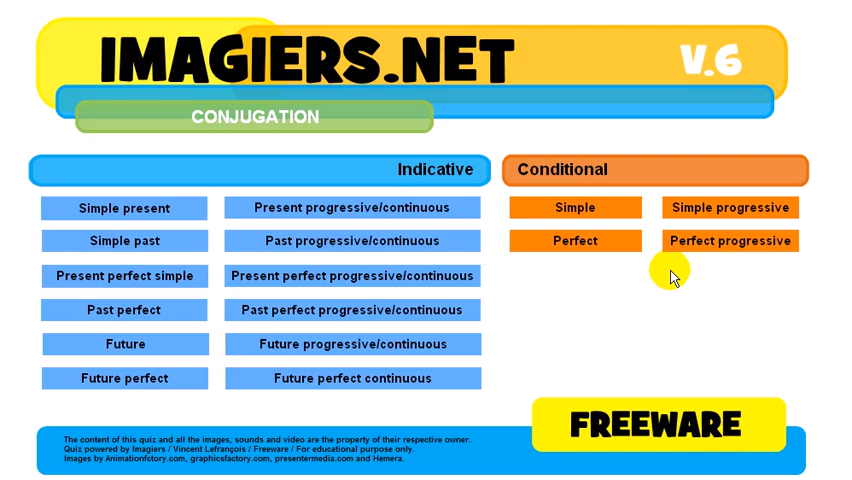 IMAGIERS.NET
V.6
CONJUGATION
Indicative
Conditional
Simple present
Present progressive/continuous
Simple
Simple progressive
Simple past
Past progressive/continuous
Perfect
Perfect progressive
Present perfect simple
Present perfect progressive/continuous
Past perfect
Past perfect progressive/continuous
Future
Future progressive/continuous
Future perfect
Future perfect continuous
FREEWARE
The content of this quiz and all the images, sounds and video are the property of their respective owner.
Quiz powered by Imagiers / Vincent Lefrançois / Freeware / For educational purpose only.
Images by Animationfctory.com, graphicsfactory.com, presentermedia.com and Hemera.